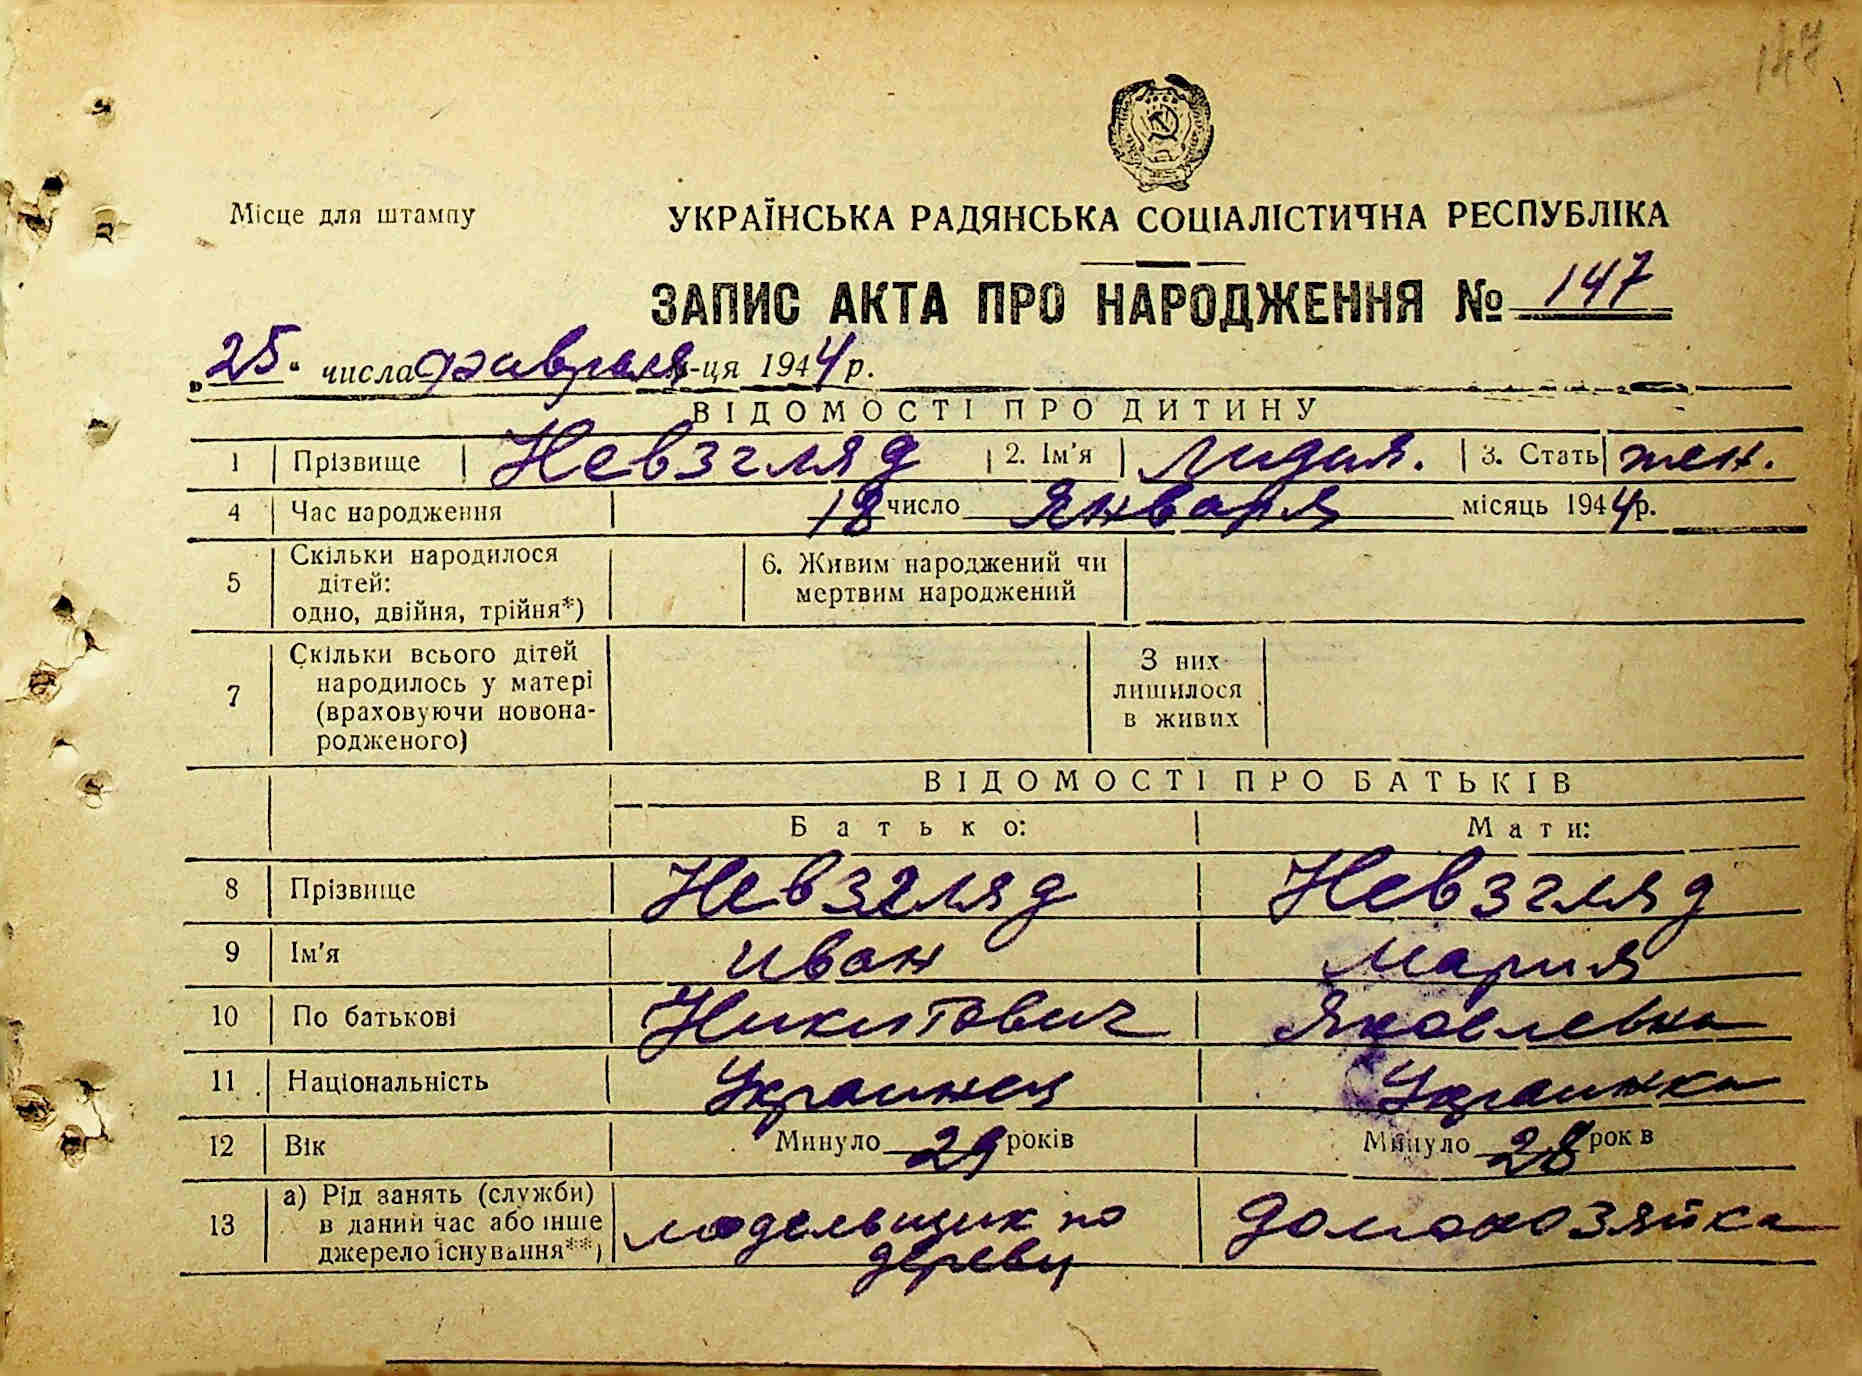 147
Місце для штампу
УКРАЇНСЬКА РАДЯНСЬКА СОЦІАЛІСТИЧНА РЕСПУБЛІКА
ЗАПИС АКТА ПРО НАРОДЖЕННЯ № 147
„25“ числа февраля м-ця 1944 р.
ВІДОМОСТІ ПРО ДИТИНУ
1 Прізвище Невзгляд 2. Ім'я Лидия. 3. Стать жен.
4 Час народження 18 число Января місяць 1944 р.
5 Скільки народилося дітей: одно, двійня, трійня*) 6. Живим народжений чи мертвим народжений
7 Скільки всього дітей народилось у матері (враховуючи новона-родженого) З них лишилося в живих
ВІДОМОСТІ ПРО БАТЬКІВ
Батько: Мати:
8 Прізвище Невзгляд Невзгляд
9 Ім'я Иван Мария
10 По батькові Никитович Яковлевна
11 Національність Украинец Украинка
12 Вік Минуло 29 років Минуло 28 років
13 а) Рід занять (служби) в даний час або інше джерело існування**) модельщик по дереву домохозяйка